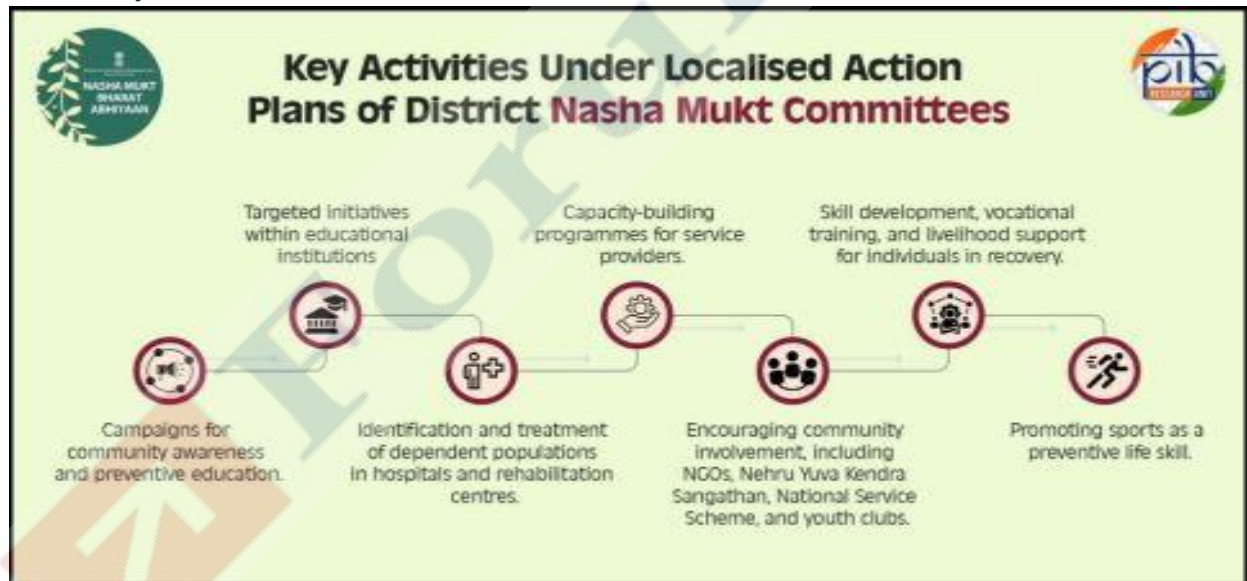 NASHA MUKT
BHARAT
ABHIYAAN
Key Activities Under Localised Action
Plans of District Nasha Mukt Committees
pib
RESEARCH UNIT
Targeted initiatives
within educational
institutions
Capacity-building
programmes for service
providers.
Skill development, vocational
training, and livelihood support
for individuals in recovery.
Campaigns for
community awareness
and preventive education.
Identification and treatment
of dependent populations
in hospitals and rehabilitation
centres.
Encouraging community
involvement, including
NGOs, Nehru Yuva Kendra
Sangathan, National Service
Scheme, and youth clubs.
Promoting sports as a
preventive life skill.